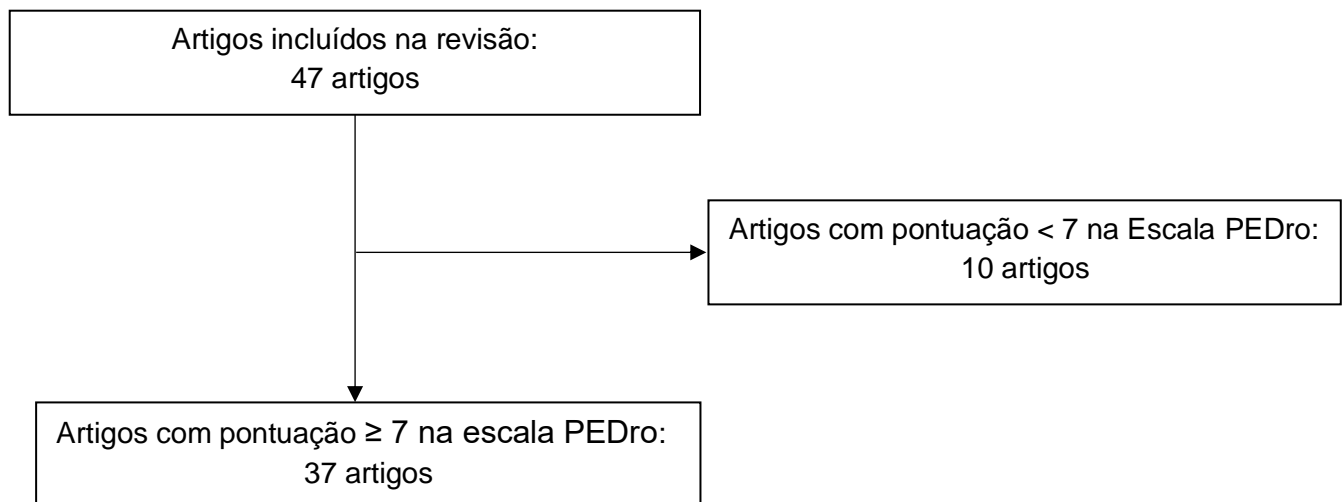 Artigos incluídos na revisão:
47 artigos
Artigos com pontuação < 7 na Escala PEDro:
10 artigos
Artigos com pontuação ≥ 7 na escala PEDro:
37 artigos